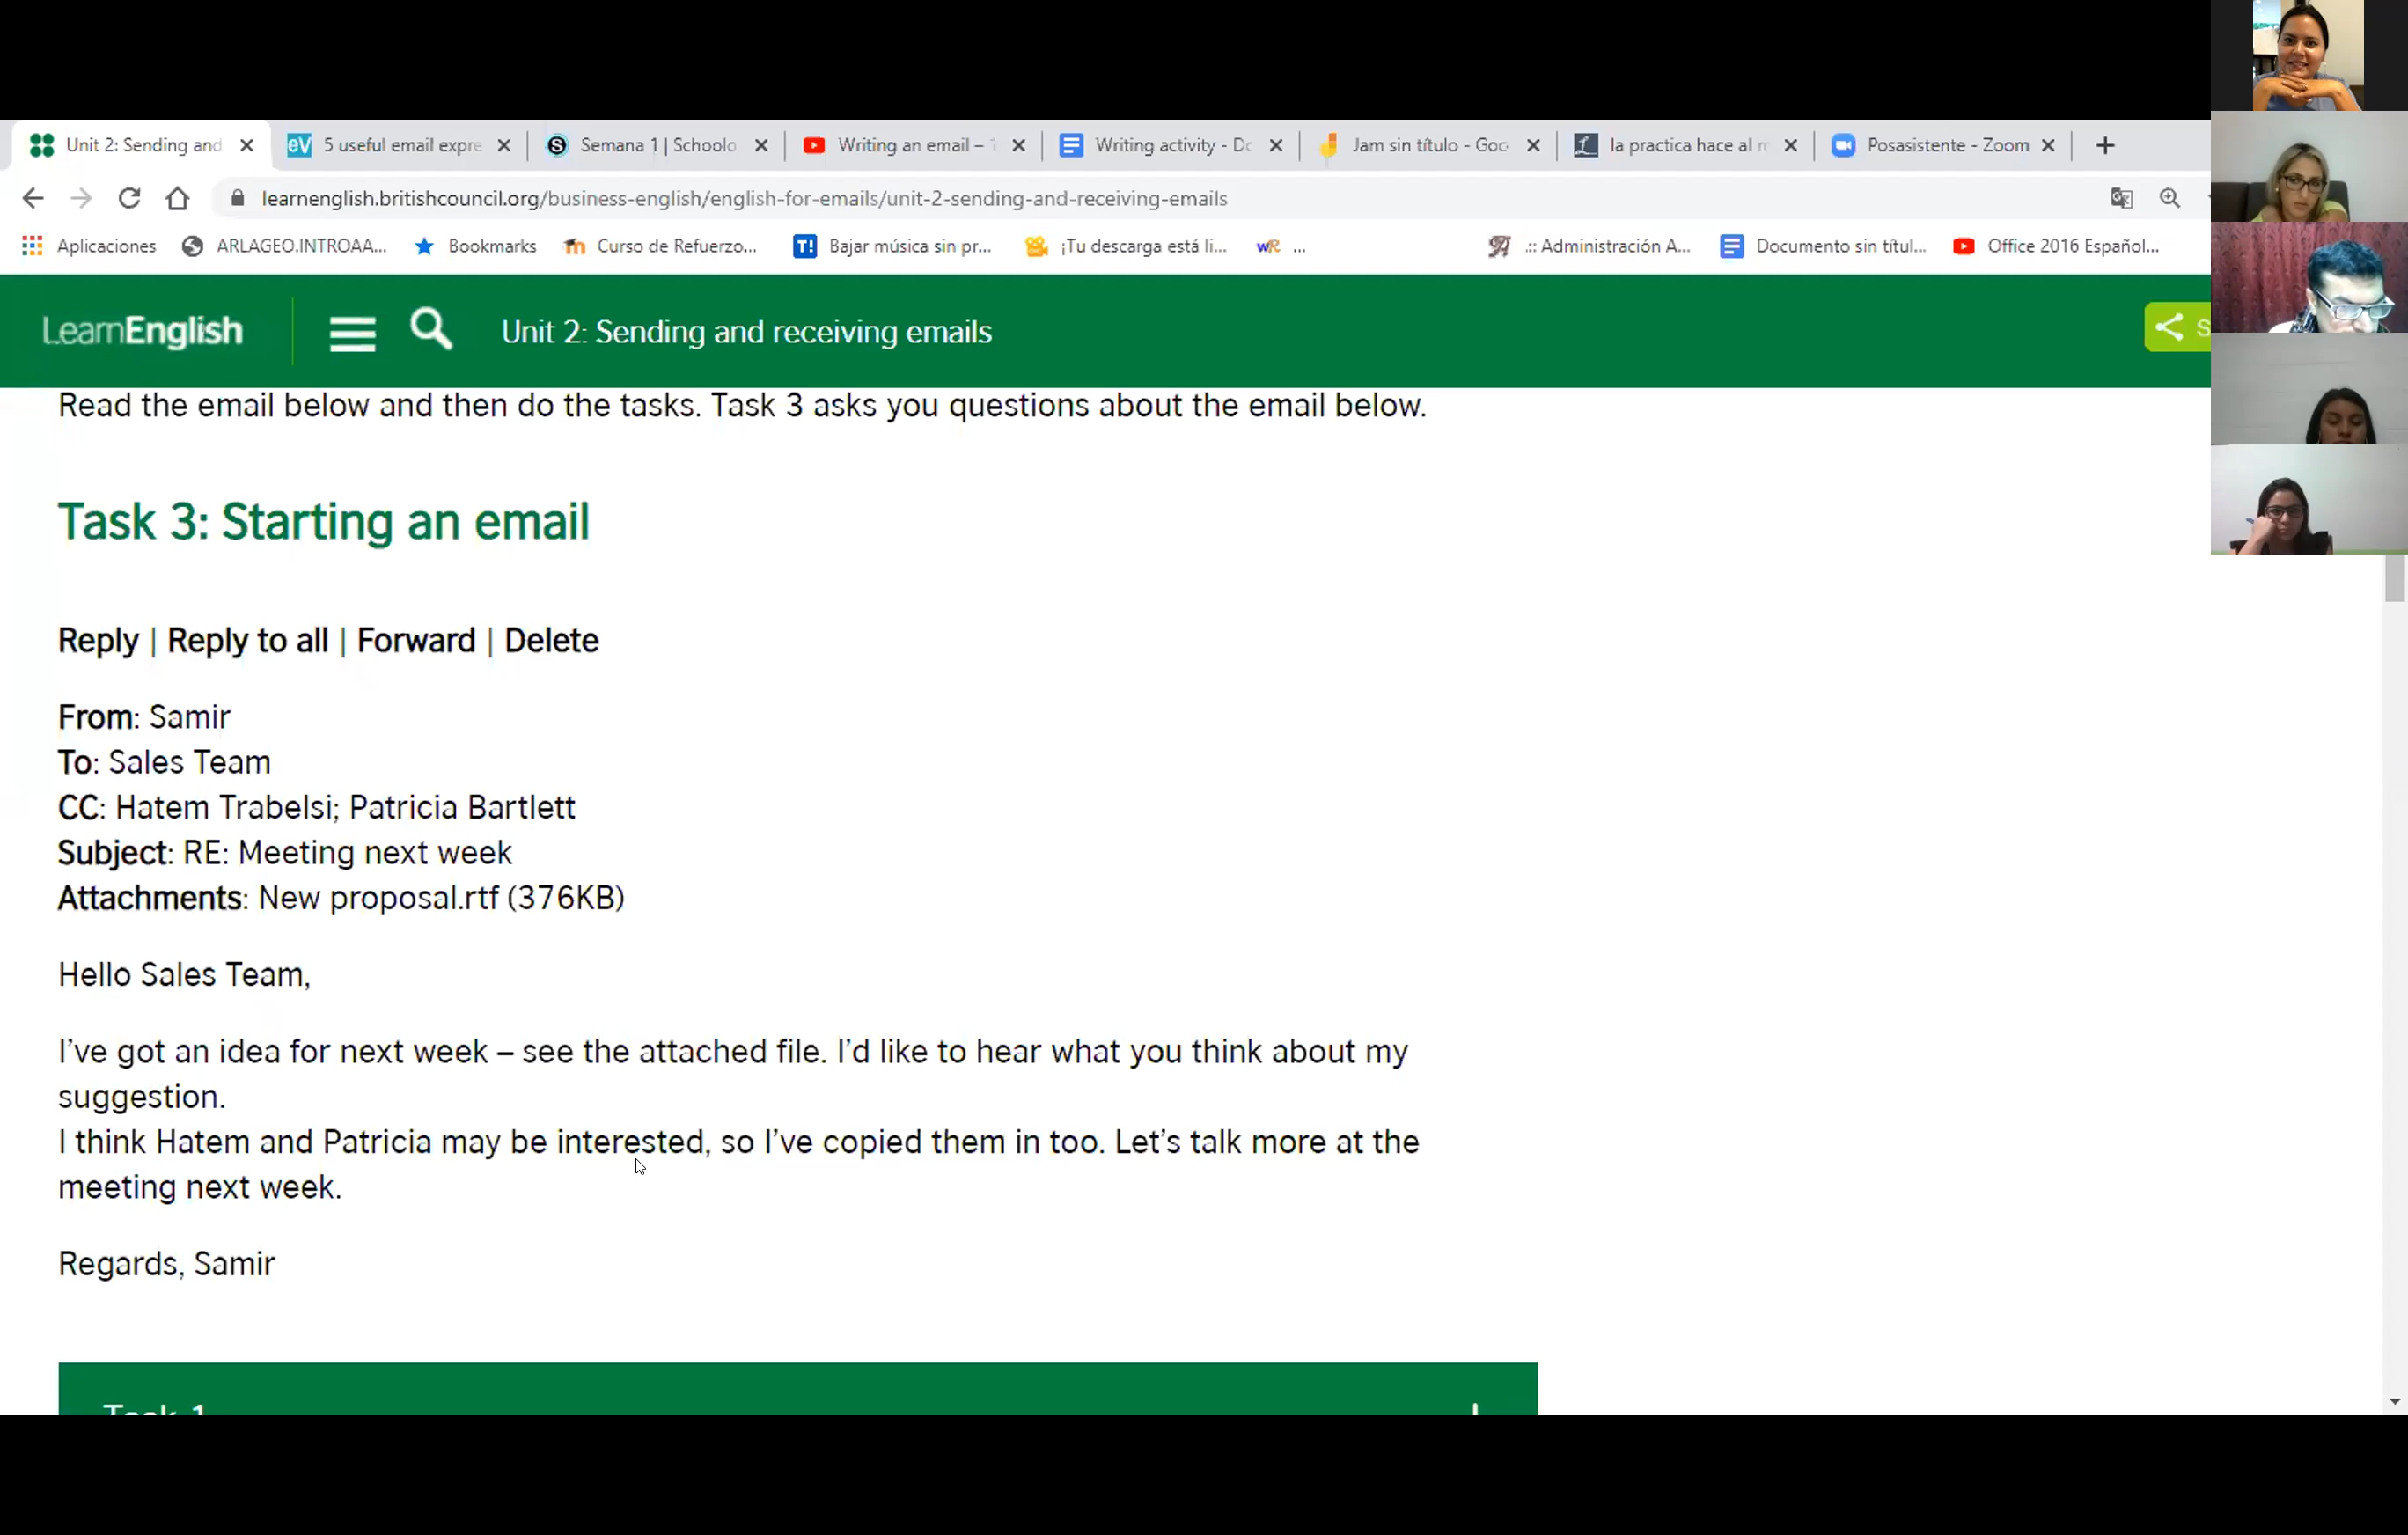 Unit 2: Sending and
5 useful email expre
Semana 1 | Schoolo
Writing an email –
Writing activity - Do
Jam sin título - Goo
la practica hace al m
Posasistente - Zoom
learnenglish.britishcouncil.org/business-english/english-for-emails/unit-2-sending-and-receiving-emails
Aplicaciones ARLAGEO.INTROAA... Bookmarks Curso de Refuerzo... Bajar música sin pr... ¡Tu descarga está li... ... .:: Administración A... Documento sin títul... Office 2016 Español...
LearnEnglish Unit 2: Sending and receiving emails S
Read the email below and then do the tasks. Task 3 asks you questions about the email below.
Task 3: Starting an email
Reply | Reply to all | Forward | Delete
From: Samir
To: Sales Team
CC: Hatem Trabelsi; Patricia Bartlett
Subject: RE: Meeting next week
Attachments: New proposal.rtf (376KB)
Hello Sales Team,
I've got an idea for next week – see the attached file. I'd like to hear what you think about my
suggestion.
I think Hatem and Patricia may be interested, so I've copied them in too. Let's talk more at the
meeting next week.
Regards, Samir
Task 1